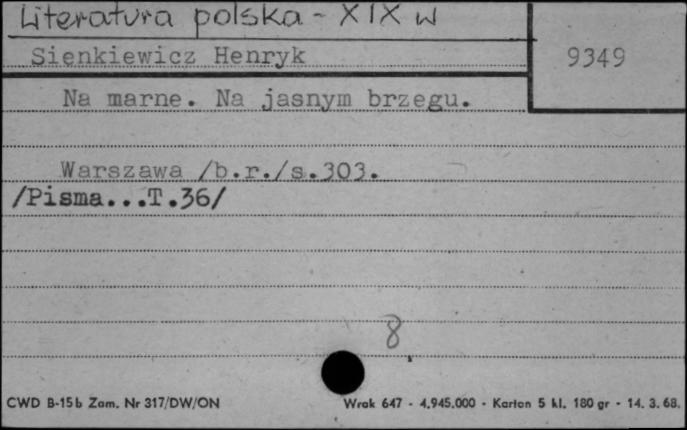 Literatura polska - XIX w
Sienkiewicz Henryk
9349
Na marne. Na jasnym brzegu.
Warszawa /b.r./s.303.
/Pisma...T.36/
8
CWD B-15b Zam. Nr 317/DW/ON
Wrak 647 - 4.945.000 - Karton 5 kl. 180 gr - 14. 3. 68.